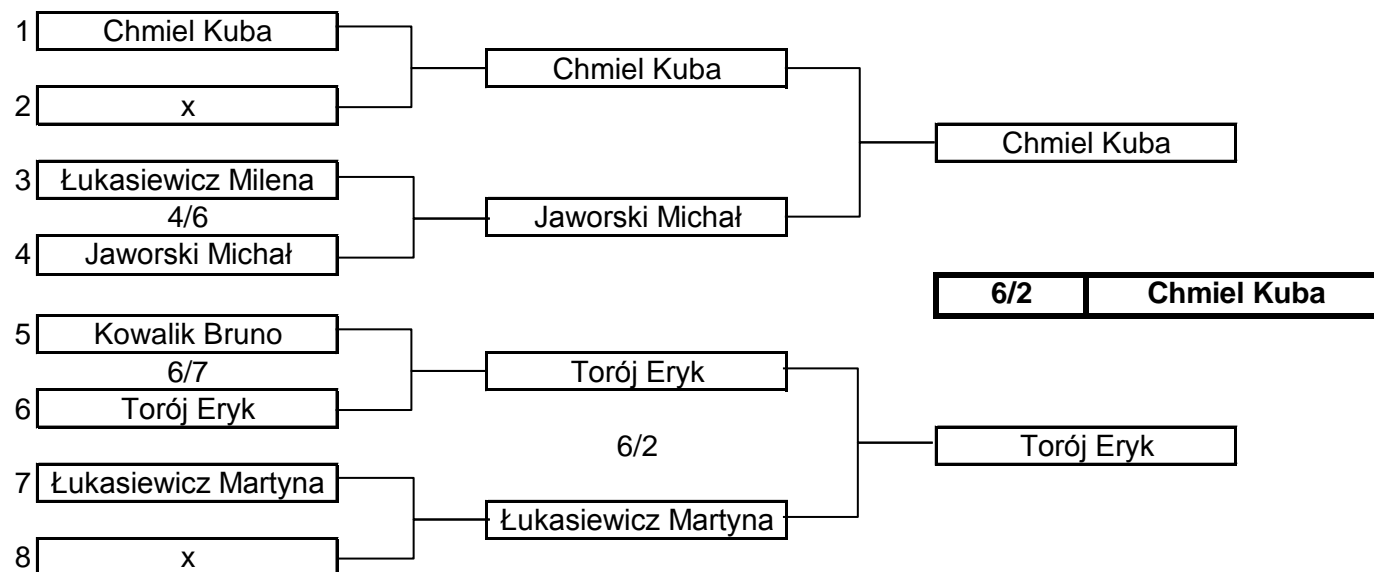 1 Chmiel Kuba
Chmiel Kuba
2 x
Chmiel Kuba
3 Łukasiewicz Milena
4/6
Jaworski Michał
4 Jaworski Michał
6/2 Chmiel Kuba
5 Kowalik Bruno
6/7
Torój Eryk
6 Torój Eryk
6/2
Torój Eryk
7 Łukasiewicz Martyna
Łukasiewicz Martyna
8 x